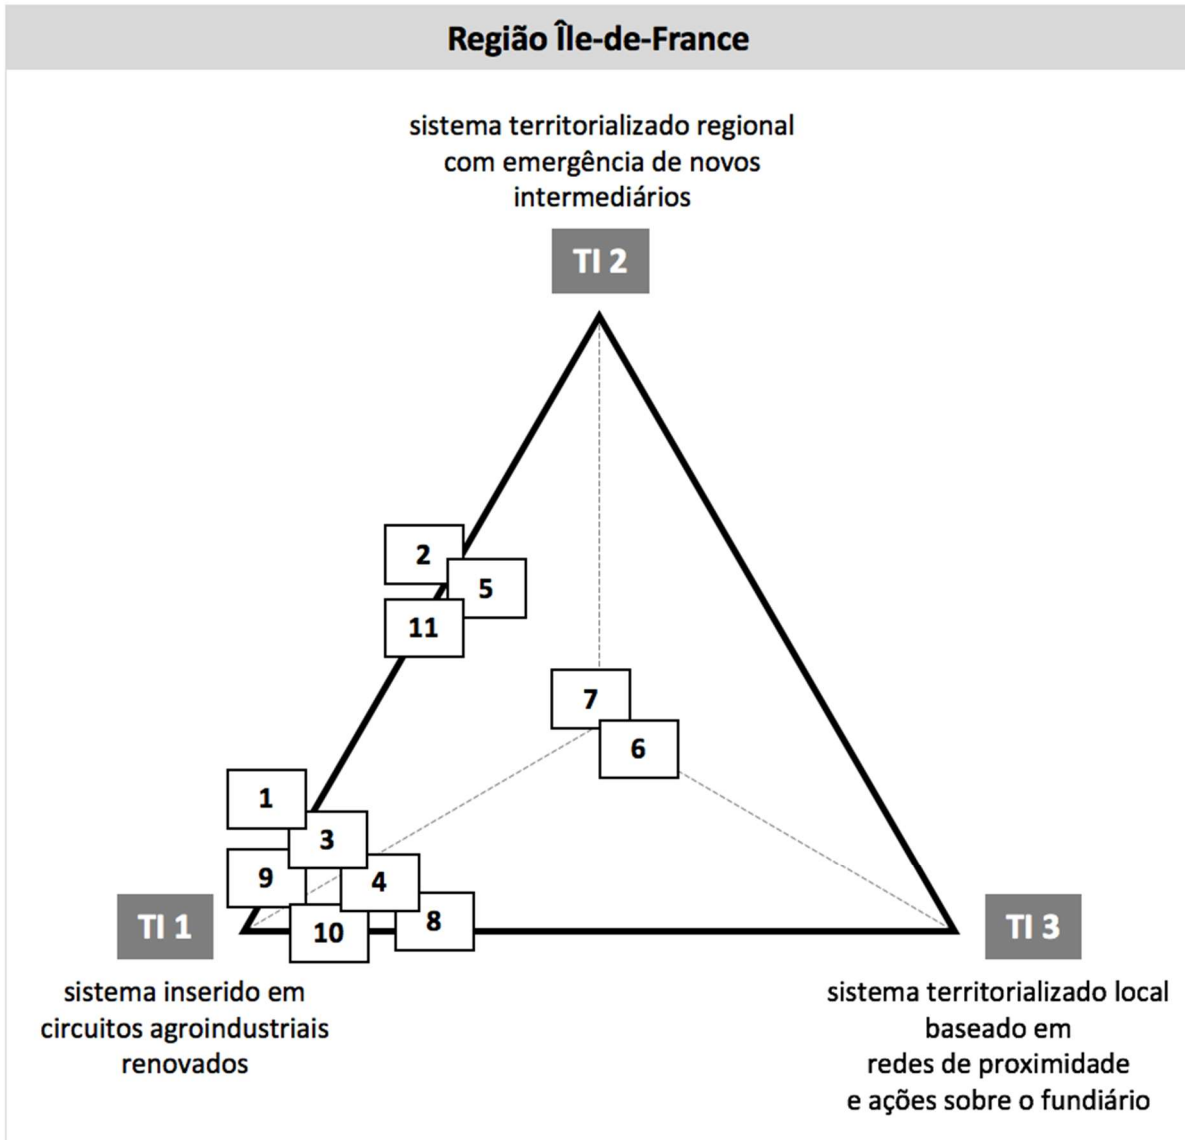 Região Île-de-France
sistema territorializado regional
com emergência de novos
intermediários
TI 2
2
5
11
7
6
1
3
9
4
8
10
TI 1
TI 3
sistema inserido em
circuitos agroindustriais
renovados
sistema territorializado local
baseado em
redes de proximidade
e ações sobre o fundiário